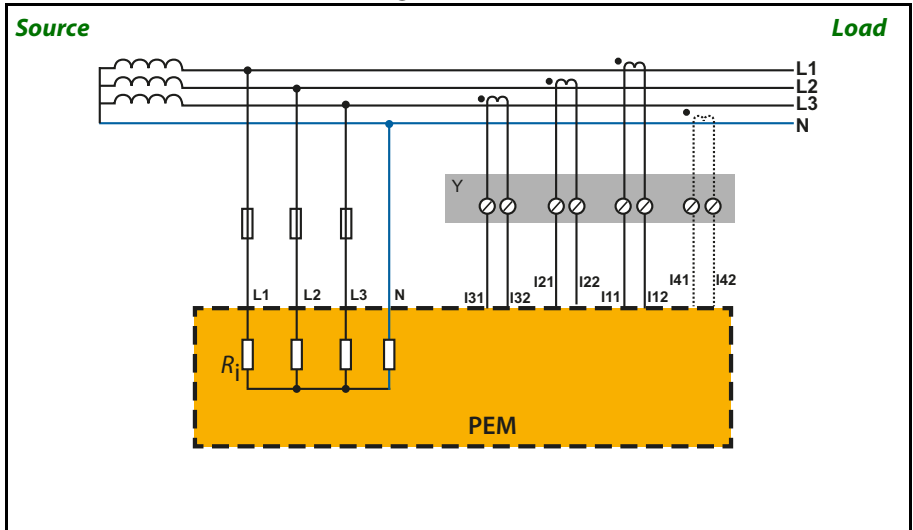 Source
Load
L1
L2
L3
N
Y
I41
I42
I21
I22
L1
L2
L3
N
I31
I32
I11
I12
Ri
PEM